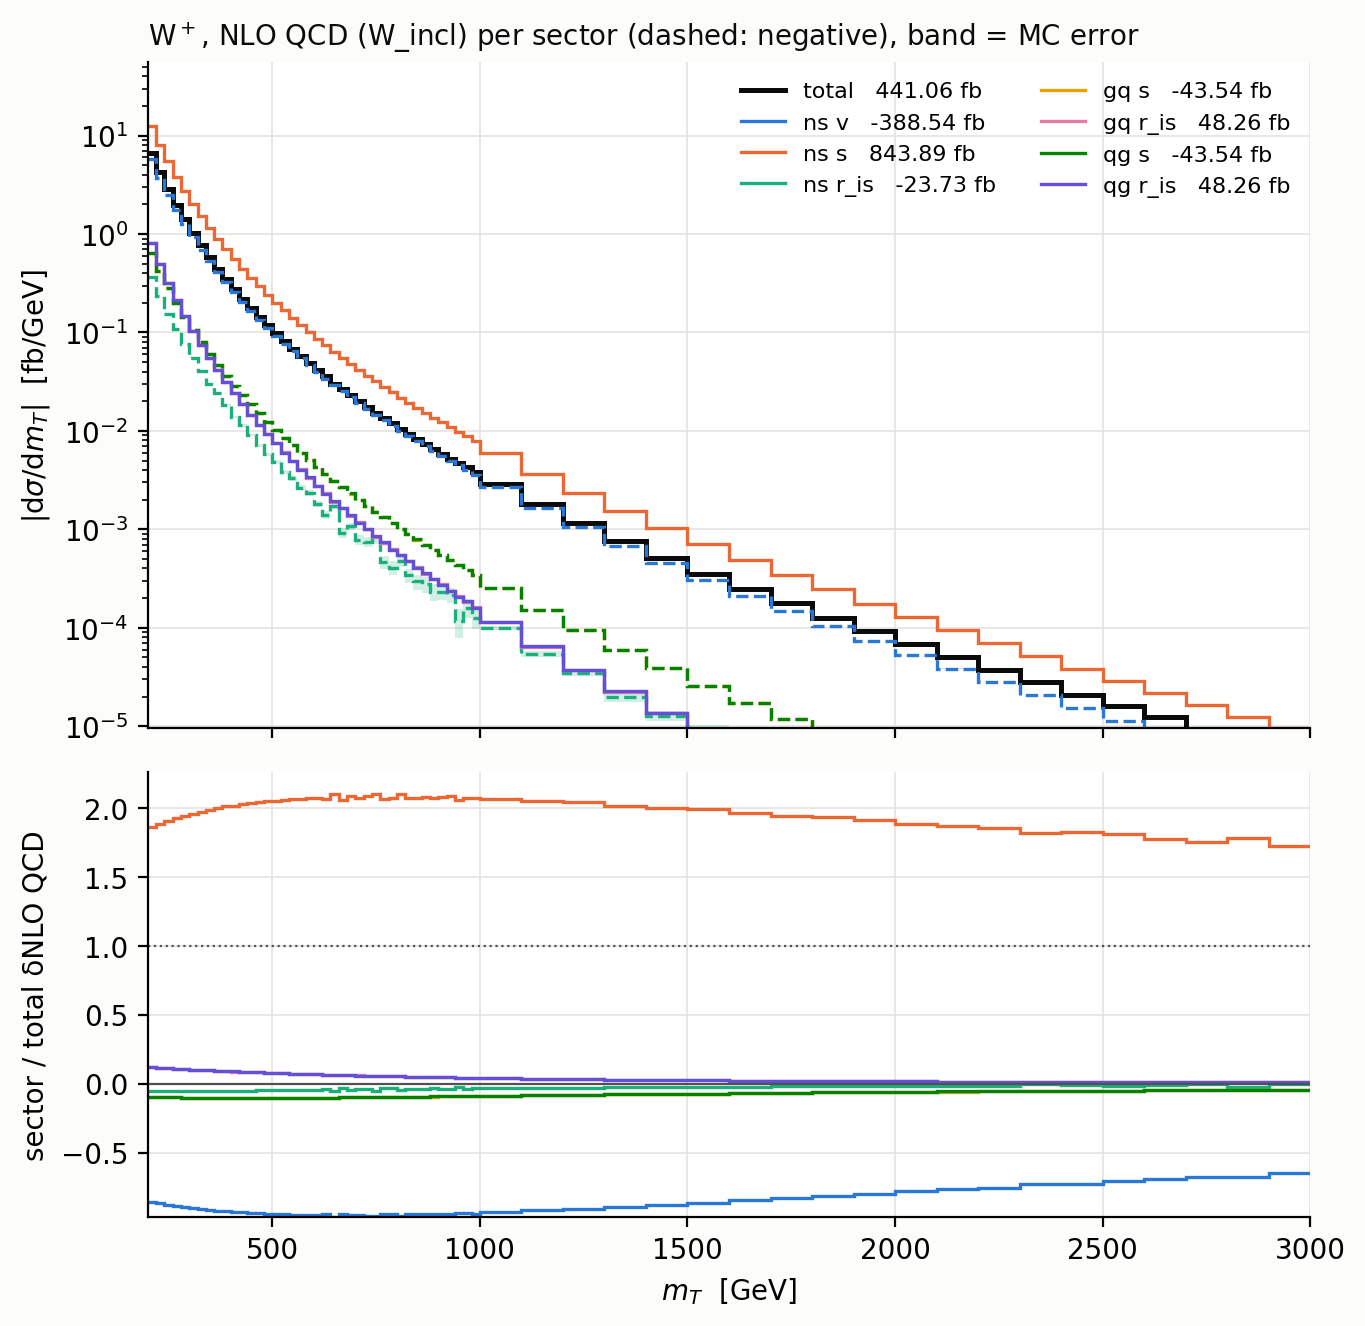 W⁺, NLO QCD (W_incl) per sector (dashed: negative), band = MC error
total 441.06 fb
ns v -388.54 fb
ns s 843.89 fb
ns r_is -23.73 fb
gq s -43.54 fb
gq r_is 48.26 fb
qg s -43.54 fb
qg r_is 48.26 fb
|dσ/dm_T| [fb/GeV]
10¹
10⁰
10⁻¹
10⁻²
10⁻³
10⁻⁴
10⁻⁵
sector / total δNLO QCD
2.0
1.5
1.0
0.5
0.0
−0.5
500 1000 1500 2000 2500 3000
m_T [GeV]